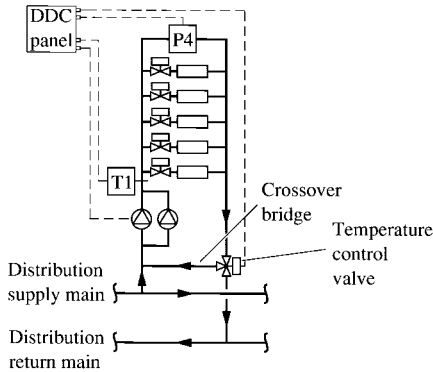 DDC
panel
P4
T1
Crossover
bridge
Temperature
control
valve
Distribution
supply main
Distribution
return main